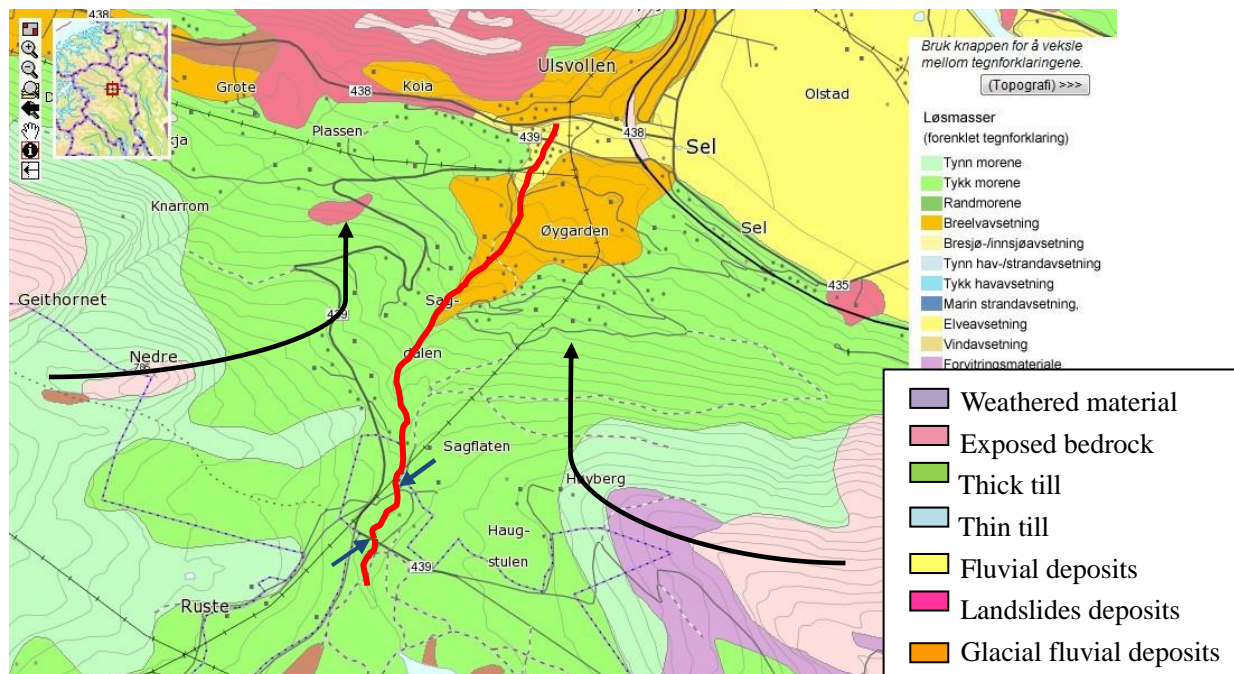 438
Ulsvollen
Grote
438
Koia
Olstad
Plassen
439
438
Sel
Knarrom
Øygarden
Sel
435
Geithornet
439
Sag-
dalen
Nedre
Sagflaten
Høyberg
Haug-
stulen
439
Ruste
Bruk knappen for å veksle
mellom tegnforklaringene.
(Topografi) >>>
Løsmasser
(forenklet tegnforklaring)
Tynn morene
Tykk morene
Randmorene
Breelvavsetning
Bresjø-/innsjøavsetning
Tynn hav-/strandavsetning
Tykk havavsetning
Marin strandavsetning,
Elveavsetning
Vindavsetning
Forvitringsmateriale
Weathered material
Exposed bedrock
Thick till
Thin till
Fluvial deposits
Landslides deposits
Glacial fluvial deposits